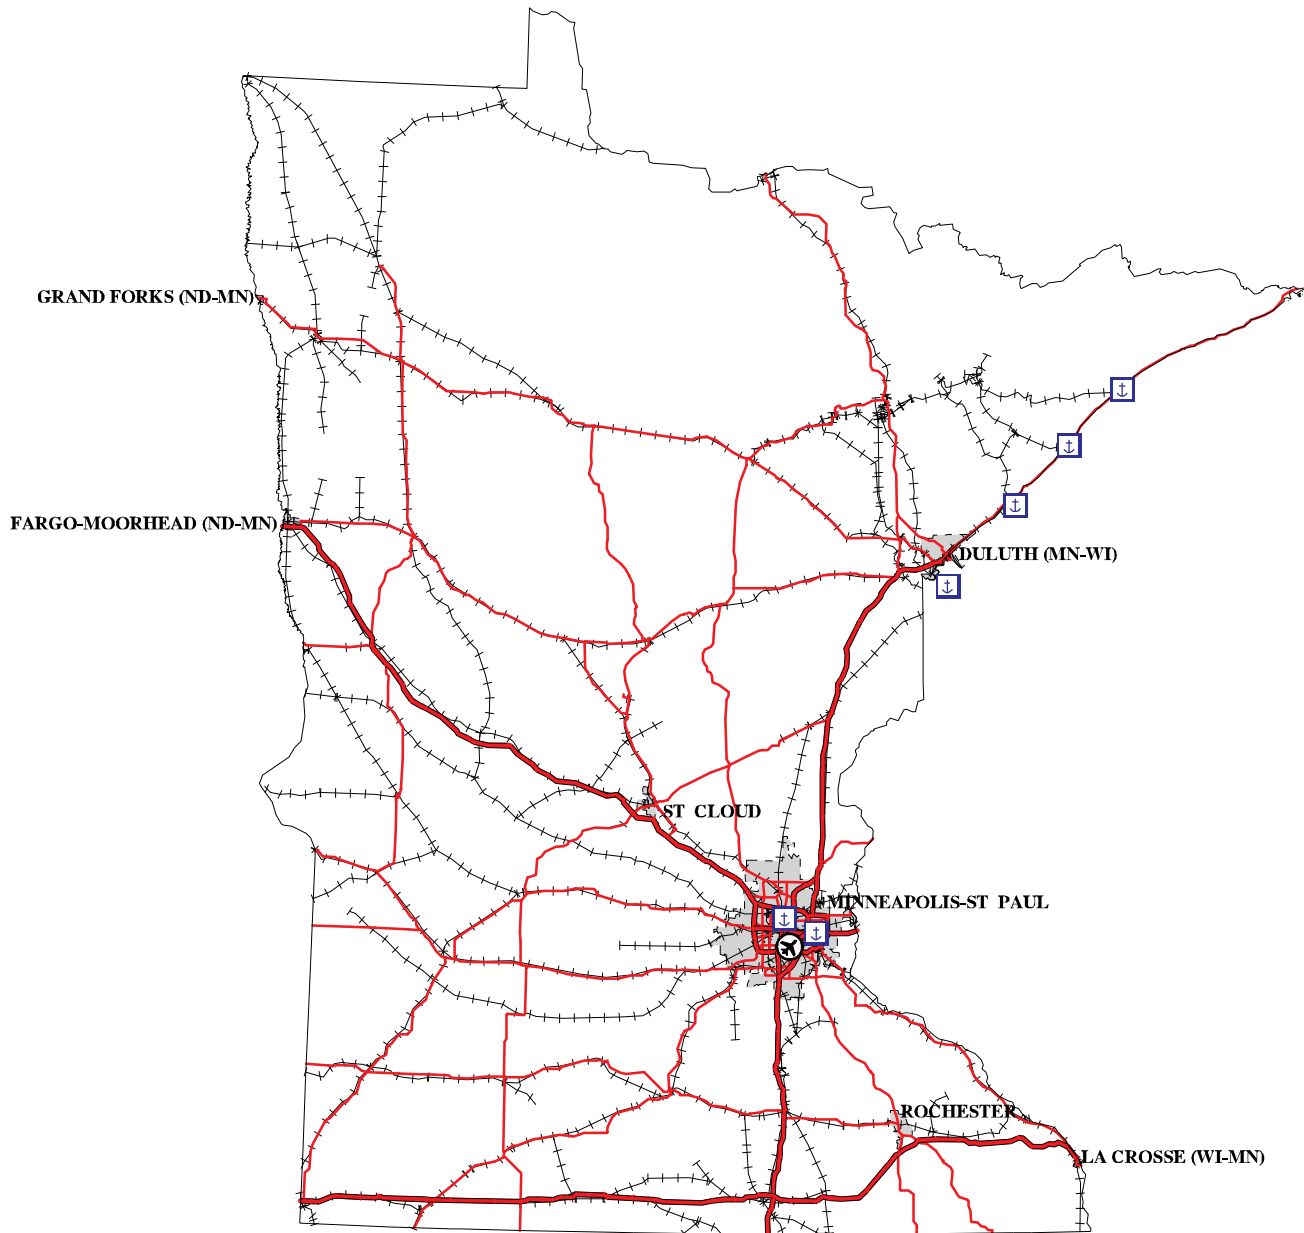 GRAND FORKS (ND-MN)
FARGO-MOORHEAD (ND-MN)
DULUTH (MN-WI)
ST CLOUD
MINNEAPOLIS-ST PAUL
ROCHESTER
LA CROSSE (WI-MN)